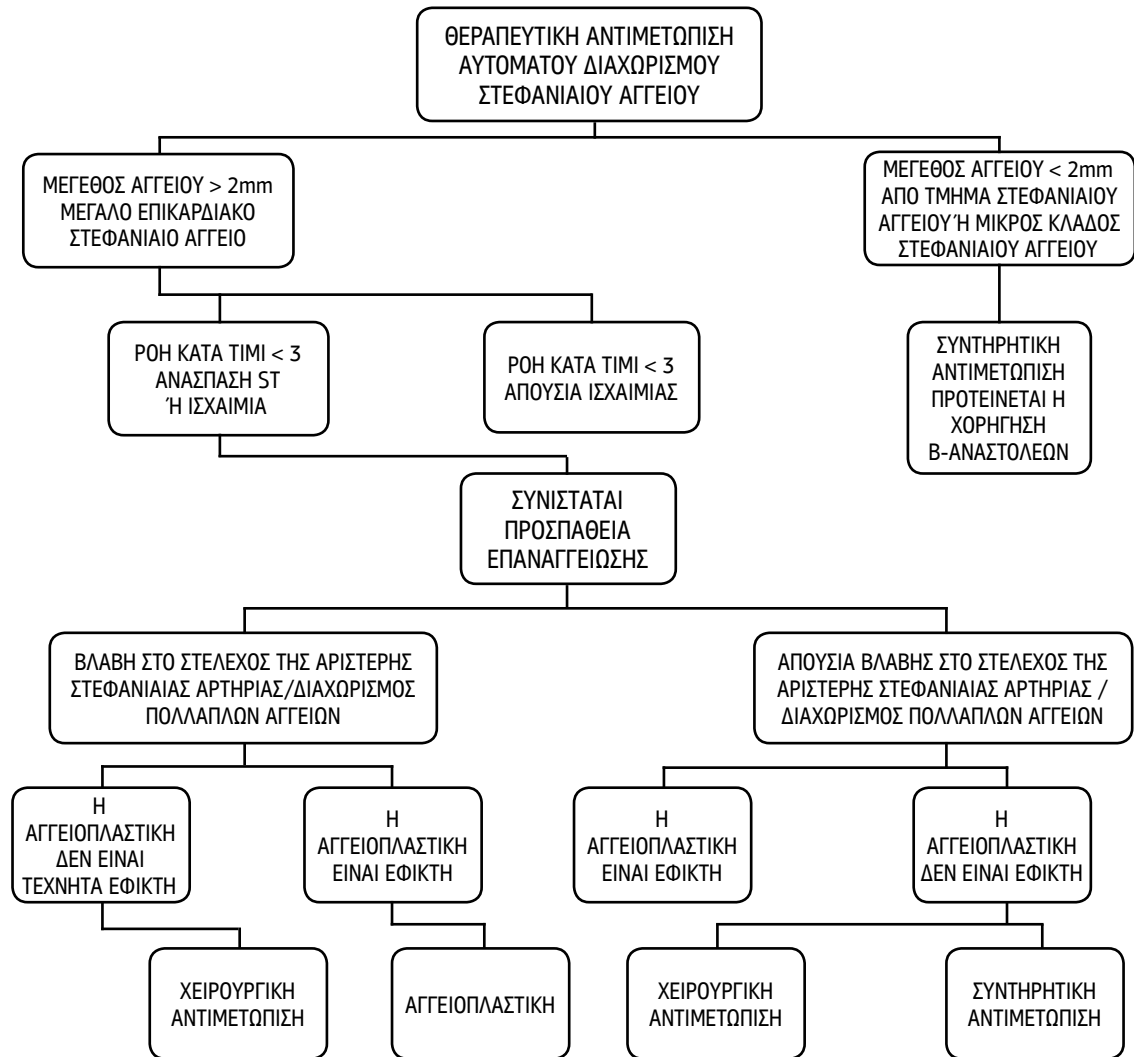 ΘΕΡΑΠΕΥΤΙΚΗ ΑΝΤΙΜΕΤΩΠΙΣΗ
ΑΥΤΟΜΑΤΟΥ ΔΙΑΧΩΡΙΣΜΟΥ
ΣΤΕΦΑΝΙΑΙΟΥ ΑΓΓΕΙΟΥ
ΜΕΓΕΘΟΣ ΑΓΓΕΙΟΥ > 2mm
ΜΕΓΑΛΟ ΕΠΙΚΑΡΔΙΑΚΟ
ΣΤΕΦΑΝΙΑΙΟ ΑΓΓΕΙΟ
ΜΕΓΕΘΟΣ ΑΓΓΕΙΟΥ < 2mm
ΑΠΟ ΤΜΗΜΑ ΣΤΕΦΑΝΙΑΙΟΥ
ΑΓΓΕΙΟΥ Ή ΜΙΚΡΟΣ ΚΛΑΔΟΣ
ΣΤΕΦΑΝΙΑΙΟΥ ΑΓΓΕΙΟΥ
ΡΟΗ ΚΑΤΑ ΤΙΜΙ < 3
ΑΝΑΣΠΑΣΗ ST
Ή ΙΣΧΑΙΜΙΑ
ΡΟΗ ΚΑΤΑ ΤΙΜΙ < 3
ΑΠΟΥΣΙΑ ΙΣΧΑΙΜΙΑΣ
ΣΥΝΤΗΡΗΤΙΚΗ
ΑΝΤΙΜΕΤΩΠΙΣΗ
ΠΡΟΤΕΙΝΕΤΑΙ Η
ΧΟΡΗΓΗΣΗ
Β-ΑΝΑΣΤΟΛΕΩΝ
ΣΥΝΙΣΤΑΤΑΙ
ΠΡΟΣΠΑΘΕΙΑ
ΕΠΑΝΑΓΓΕΙΩΣΗΣ
ΒΛΑΒΗ ΣΤΟ ΣΤΕΛΕΧΟΣ ΤΗΣ ΑΡΙΣΤΕΡΗΣ
ΣΤΕΦΑΝΙΑΙΑΣ ΑΡΤΗΡΙΑΣ/ΔΙΑΧΩΡΙΣΜΟΣ
ΠΟΛΛΑΠΛΩΝ ΑΓΓΕΙΩΝ
ΑΠΟΥΣΙΑ ΒΛΑΒΗΣ ΣΤΟ ΣΤΕΛΕΧΟΣ ΤΗΣ
ΑΡΙΣΤΕΡΗΣ ΣΤΕΦΑΝΙΑΙΑΣ ΑΡΤΗΡΙΑΣ /
ΔΙΑΧΩΡΙΣΜΟΣ ΠΟΛΛΑΠΛΩΝ ΑΓΓΕΙΩΝ
Η
ΑΓΓΕΙΟΠΛΑΣΤΙΚΗ
ΔΕΝ ΕΙΝΑΙ
ΤΕΧΝΗΤΑ ΕΦΙΚΤΗ
Η
ΑΓΓΕΙΟΠΛΑΣΤΙΚΗ
ΕΙΝΑΙ ΕΦΙΚΤΗ
Η
ΑΓΓΕΙΟΠΛΑΣΤΙΚΗ
ΕΙΝΑΙ ΕΦΙΚΤΗ
Η
ΑΓΓΕΙΟΠΛΑΣΤΙΚΗ
ΔΕΝ ΕΙΝΑΙ ΕΦΙΚΤΗ
ΧΕΙΡΟΥΡΓΙΚΗ
ΑΝΤΙΜΕΤΩΠΙΣΗ
ΑΓΓΕΙΟΠΛΑΣΤΙΚΗ
ΧΕΙΡΟΥΡΓΙΚΗ
ΑΝΤΙΜΕΤΩΠΙΣΗ
ΣΥΝΤΗΡΗΤΙΚΗ
ΑΝΤΙΜΕΤΩΠΙΣΗ